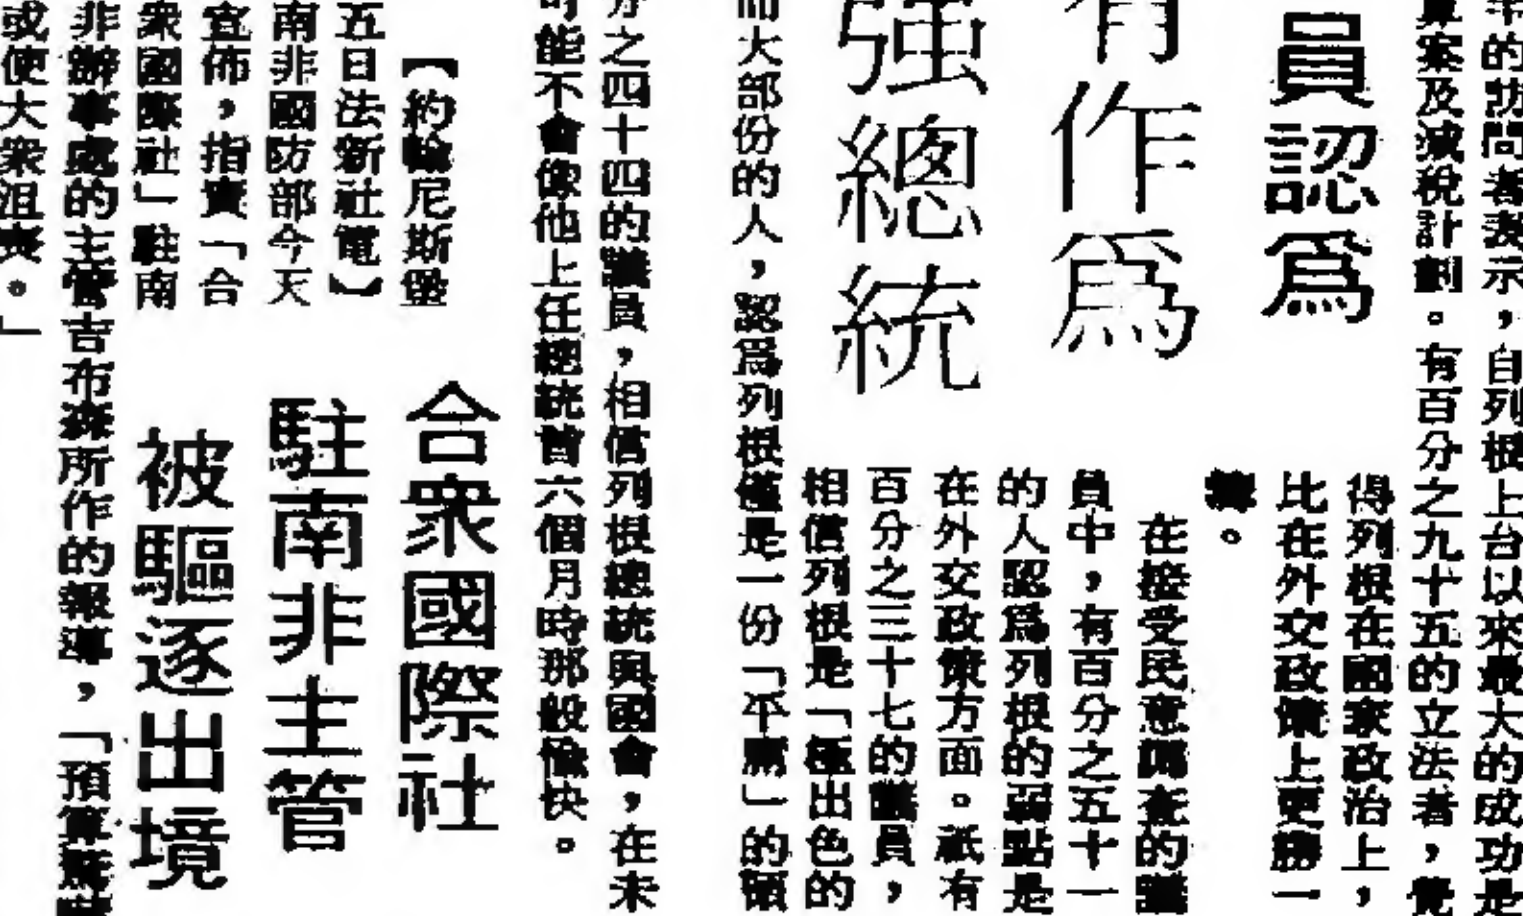 員認爲
有作爲
強總統
的訪問者表示，自列根上台以來最大的成功是
算案及減稅計劃。有百分之九十五的立法者，覺
得列根在國家政治上，
比在外交政策上更勝一
籌。
在接受民意調查的議
員中，有百分之五十一
的人認爲列根的弱點是
在外交政策方面。祇有
百分之三十七的議員，
相信列根是「極出色的
而大部份的人，認爲列根僅是一份「平」的
分之四十四的議員，相信列根總統與國會，在未
可能不會像他上任總統首六個月時那般愉快。
合衆國際社
駐南非主管
被驅逐出境
【約翰尼斯堡
五日法新社電】
南非國防部今天
宣佈，指責「合
衆國際社」駐南
非辦事處的主管吉布森所作的報導，「預算
或使大衆沮喪。」